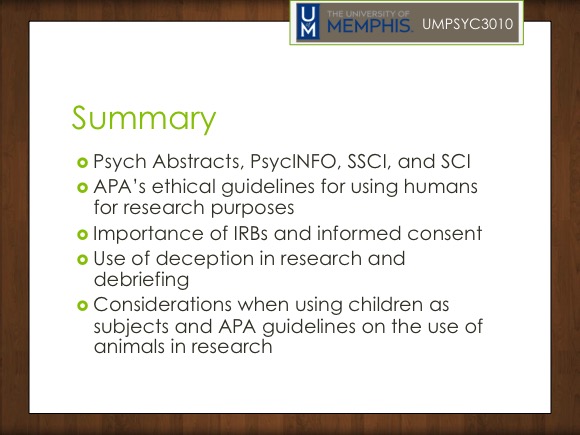 UM
THE UNIVERSITY OF
MEMPHIS.
UMPSYC3010
Summary
Psych Abstracts, PsycINFO, SSCI, and SCI
APA's ethical guidelines for using humans
for research purposes
Importance of IRBs and informed consent
Use of deception in research and
debriefing
Considerations when using children as
subjects and APA guidelines on the use of
animals in research